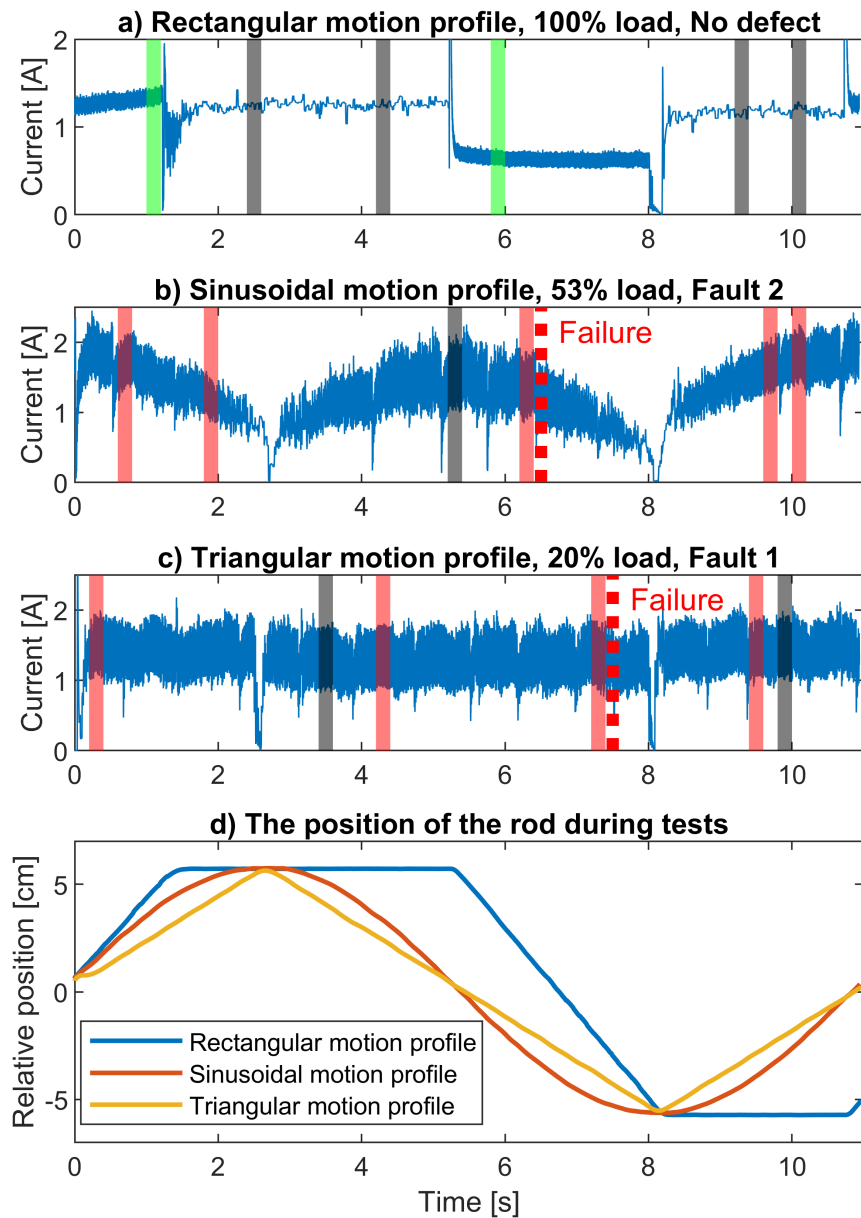 a) Rectangular motion profile, 100% load, No defect
2
1
0
Current [A]
0 2 4 6 8 10
b) Sinusoidal motion profile, 53% load, Fault 2
Failure
2
1
0
Current [A]
0 2 4 6 8 10
c) Triangular motion profile, 20% load, Fault 1
Failure
2
1
0
Current [A]
0 2 4 6 8 10
d) The position of the rod during tests
5
0
-5
Relative position [cm]
Rectangular motion profile
Sinusoidal motion profile
Triangular motion profile
0 2 4 6 8 10
Time [s]